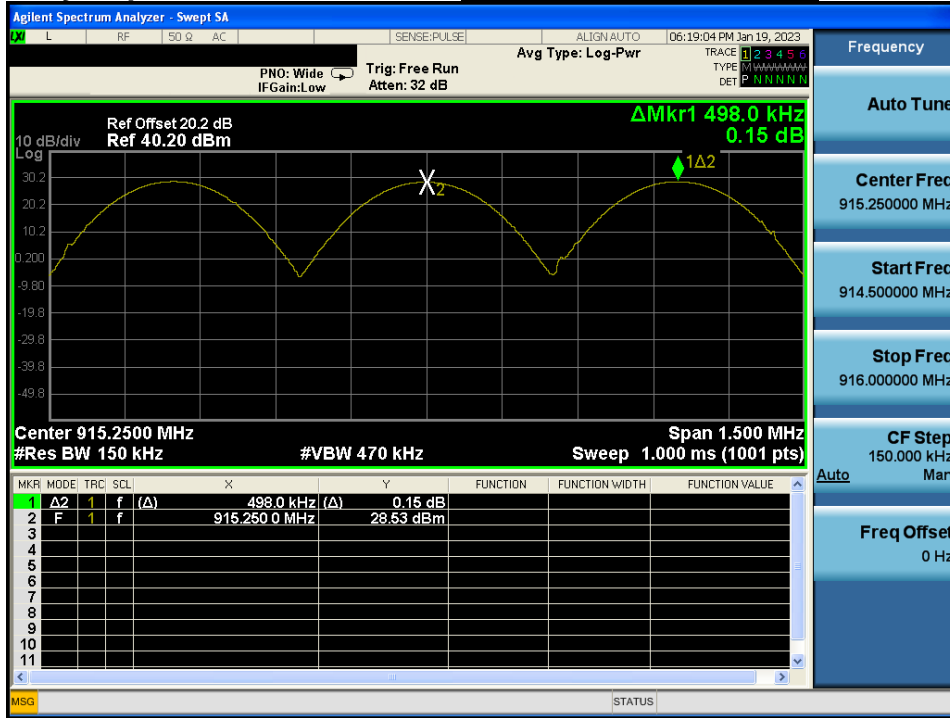 Agilent Spectrum Analyzer - Swept SA
LXI L RF 50 Ω AC SENSE:PULSE ALIGN AUTO 06:19:04 PM Jan 19, 2023
Avg Type: Log-Pwr TRACE 1 2 3 4 5 6
PNO: Wide Trig: Free Run TYPE M W W W W W
IFGain:Low Atten: 32 dB DET P N N N N N
ΔMkr1 498.0 kHz
0.15 dB
Ref Offset 20.2 dB
10 dB/div Ref 40.20 dBm
Log
1Δ2
30.2
2
20.2
10.2
0.200
-9.80
-19.8
-29.8
-39.8
-49.8
Center 915.2500 MHz Span 1.500 MHz
#Res BW 150 kHz #VBW 470 kHz Sweep 1.000 ms (1001 pts)
MKR MODE TRC SCL X Y FUNCTION FUNCTION WIDTH FUNCTION VALUE
1 Δ2 1 f (Δ) 498.0 kHz (Δ) 0.15 dB
2 F 1 f 915.250 0 MHz 28.53 dBm
3
4
5
6
7
8
9
10
11
MSG STATUS
Frequency
Auto Tune
Center Freq
915.250000 MHz
Start Freq
914.500000 MHz
Stop Freq
916.000000 MHz
CF Step
150.000 kHz
Auto Man
Freq Offset
0 Hz